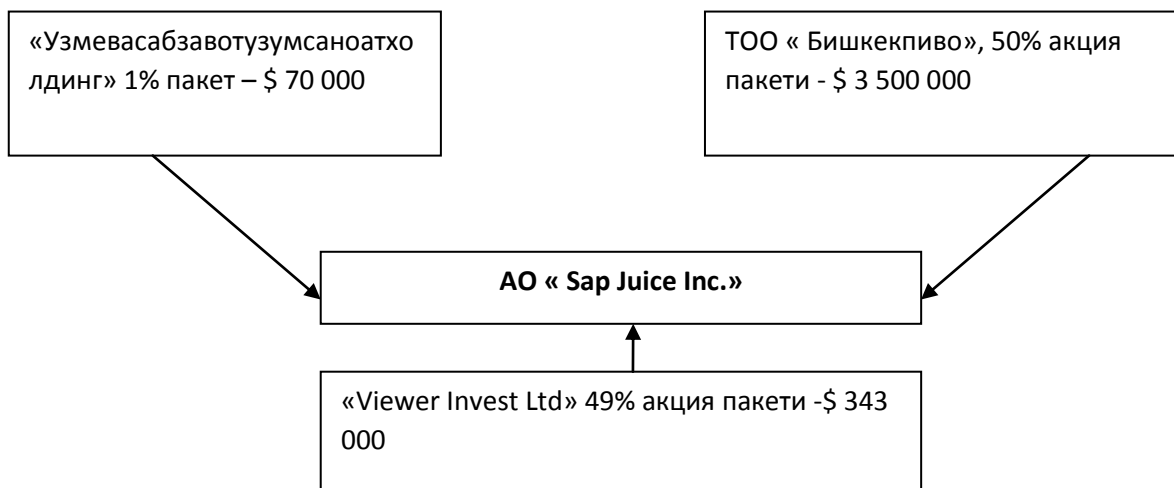 «Узмевасабзавотузумсаноатхо
лдинг» 1% пакет – $ 70 000
ТОО « Бишкекпиво», 50% акция
пакети - $ 3 500 000
АО « Sap Juice Inc.»
«Viewer Invest Ltd» 49% акция пакети -$ 343
000